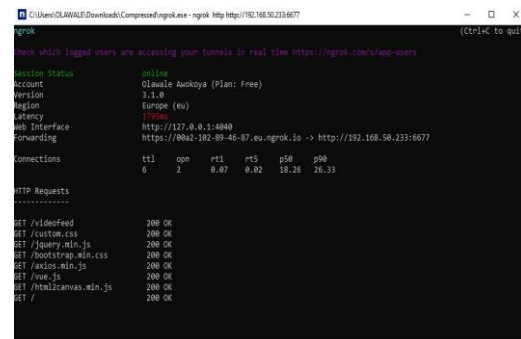 C:\Users\OLAWALE\Downloads\Compressed\ngrok.exe - ngrok http http://192.168.50.233:6677
ngrok (Ctrl+C to quit
Check which logged users are accessing your tunnels in real time https://ngrok.com/s/app-users
Session Status online
Account Olawale Awokoya (Plan: Free)
Version 3.1.0
Region Europe (eu)
Latency 1795ms
Web Interface http://127.0.0.1:4040
Forwarding https://00a2-102-89-46-87.eu.ngrok.io -> http://192.168.50.233:6677
Connections ttl opn rt1 rt5 p50 p90
6 2 0.07 0.02 18.26 26.33
HTTP Requests
-------------
GET /videofeed 200 OK
GET /custom.css 200 OK
GET /jquery.min.js 200 OK
GET /bootstrap.min.css 200 OK
GET /axios.min.js 200 OK
GET /vue.js 200 OK
GET /html2canvas.min.js 200 OK
GET / 200 OK